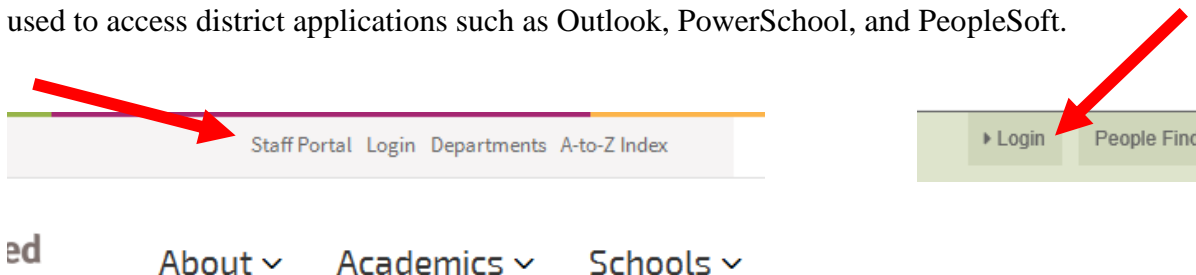 used to access district applications such as Outlook, PowerSchool, and PeopleSoft.
Staff Portal Login Departments A-to-Z Index
Login People Find
ed About Academics Schools